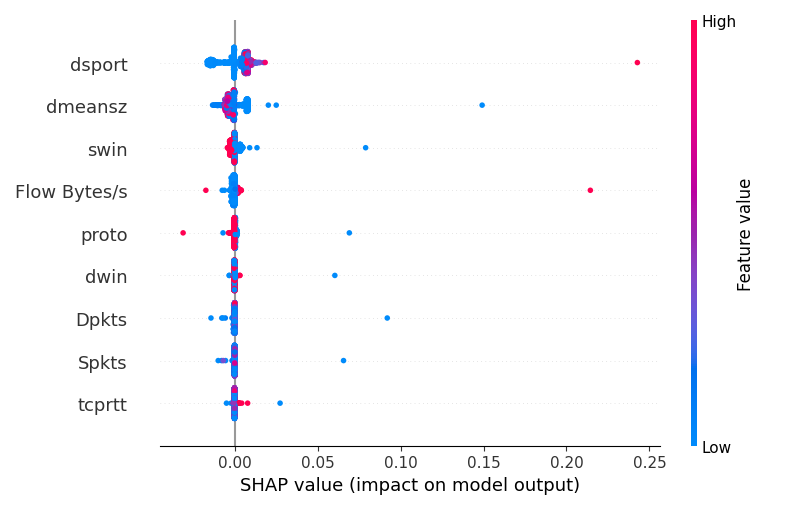 High
dsport
dmeansz
swin
Flow Bytes/s
proto
dwin
Dpkts
Spkts
tcprtt
Feature value
Low
0.00 0.05 0.10 0.15 0.20 0.25
SHAP value (impact on model output)